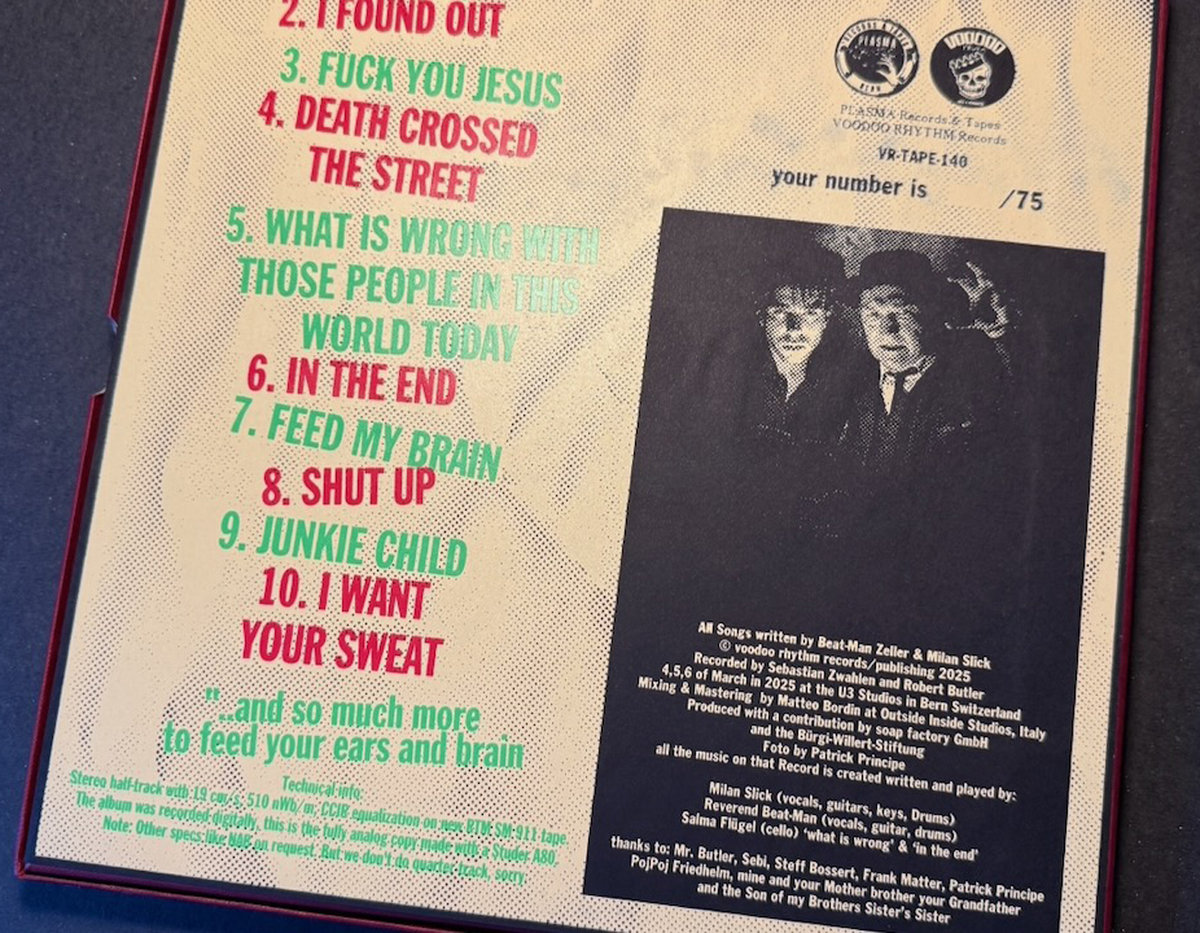 2. I FOUND OUT
3. FUCK YOU JESUS
4. DEATH CROSSED
THE STREET
5. WHAT IS WRONG WITH
THOSE PEOPLE IN THIS
WORLD TODAY
6. IN THE END
7. FEED MY BRAIN
8. SHUT UP
9. JUNKIE CHILD
10. I WANT
YOUR SWEAT
"..and so much more
to feed your ears and brain
Technical info:
Stereo half-track with 19 cm/s, 510 nWb/m, CCIR equalization on new RTM SM 911 tape
The album was recorded digitally, this is the fully analog copy made with a Studer A80.
Note: Other specs like NAB on request. But we don't do quarter-track, sorry
RECORDS & TAPES
PLASMA
VOODOO
PLASMA Records & Tapes
VOODOO RHYTHM Records
VR-TAPE-140
your number is /75
All Songs written by Beat-Man Zeller & Milan Slick
© voodoo rhythm records/publishing 2025
Recorded by Sebastian Zwahlen and Robert Butler
4,5,6 of March in 2025 at the U3 Studios in Bern Switzerland
Mixing & Mastering by Matteo Bordin at Outside Inside Studios, Italy
Produced with a contribution by soap factory GmbH
and the Bürgi-Willert-Stiftung
Foto by Patrick Principe
all the music on that Record is created written and played by:
Milan Slick (vocals, guitars, keys, Drums)
Reverend Beat-Man (vocals, guitar, drums)
Salma Flügel (cello) 'what is wrong' & 'in the end'
thanks to: Mr. Butler, Sebi, Steff Bossert, Frank Matter, Patrick Principe
PojPoj Friedhelm, mine and your Mother brother your Grandfather
and the Son of my Brothers Sister's Sister